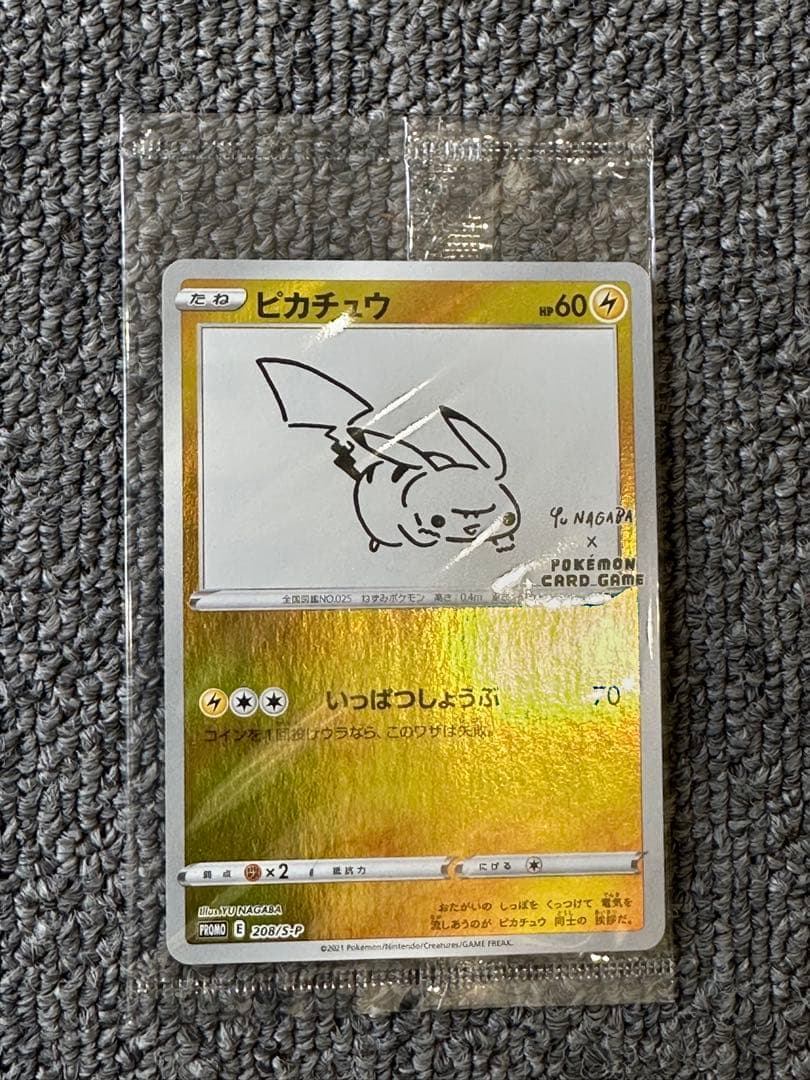 たね ピカチュウ HP60
YU NAGABA
×
POKÉMON
CARD GAME
全国図鑑NO.025 ねずみポケモン 高さ:0.4m
いっぱつしょうぶ 70
コインを1回投げウラなら、このワザは失敗。
弱点 ×2 抵抗力 にげる
Illus. YU NAGABA
おたがいの しっぽを くっつけて 電気を
流しあうのが ピカチュウ 同士の 挨拶だ。
PROMO E 208/S-P
©2021 Pokémon/Nintendo/Creatures/GAME FREAK.